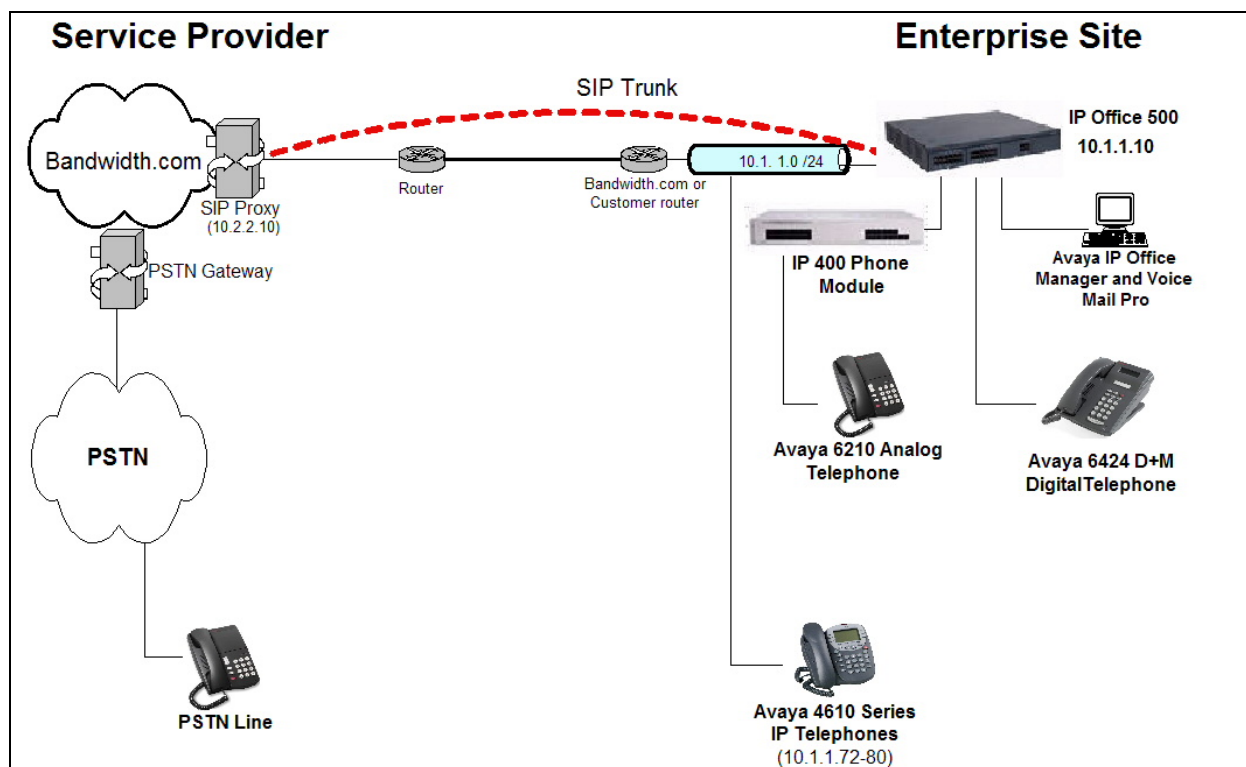 Service Provider
Enterprise Site
SIP Trunk
IP Office 500
10.1.1.10
Bandwidth.com
10.1. 1.0 /24
Router
Bandwidth.com or
Customer router
SIP Proxy
(10.2.2.10)
PSTN Gateway
IP 400 Phone
Module
Avaya IP Office
Manager and Voice
Mail Pro
PSTN
Avaya 6210 Analog
Telephone
Avaya 6424 D+M
DigitalTelephone
PSTN Line
Avaya 4610 Series
IP Telephones
(10.1.1.72-80)